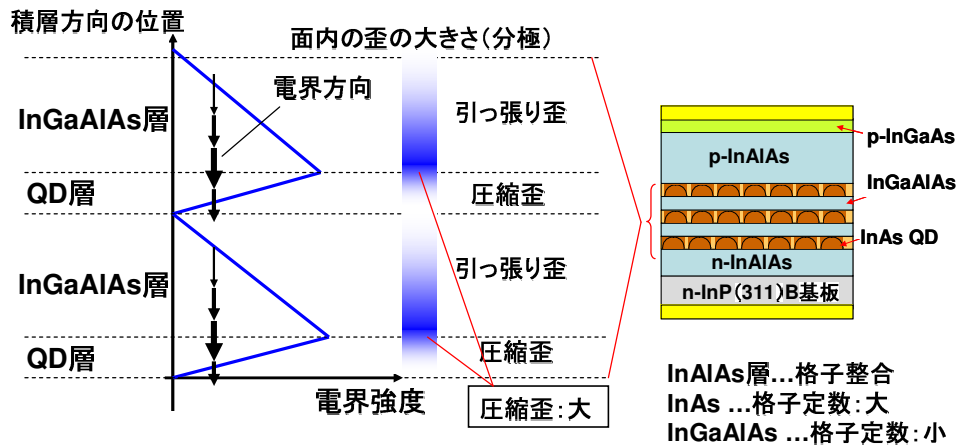 積層方向の位置
面内の歪の大きさ（分極）
電界方向
InGaAlAs層
引っ張り歪
QD層
圧縮歪
InGaAlAs層
引っ張り歪
QD層
圧縮歪
電界強度
圧縮歪：大
p-InGaAs
p-InAlAs
InGaAlAs
InAs QD
n-InAlAs
n-InP（311）B基板
InAlAs層…格子整合
InAs …格子定数：大
InGaAlAs …格子定数：小